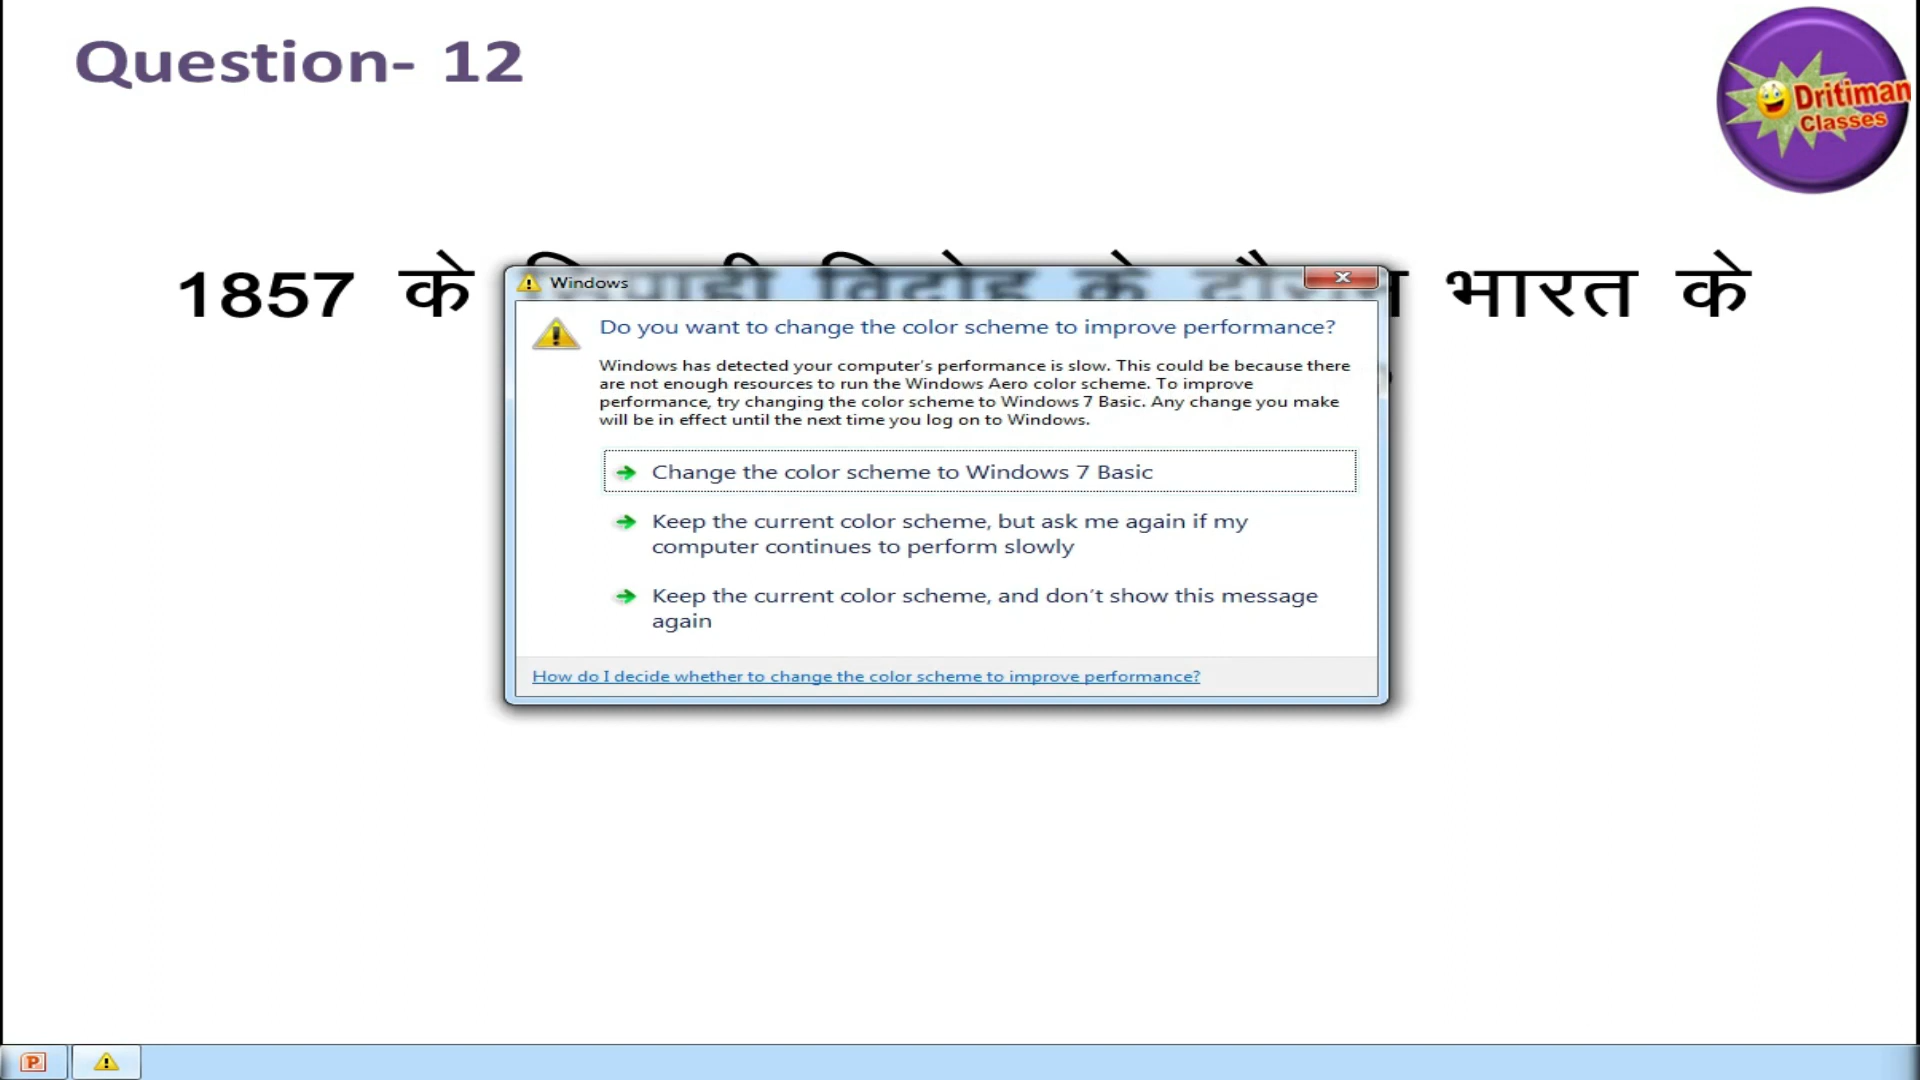 Question- 12
Dritiman
Classes
1857 के सिपाही विद्रोह के दौरान भारत के
Windows
Do you want to change the color scheme to improve performance?
Windows has detected your computer's performance is slow. This could be because there
are not enough resources to run the Windows Aero color scheme. To improve
performance, try changing the color scheme to Windows 7 Basic. Any change you make
will be in effect until the next time you log on to Windows.
Change the color scheme to Windows 7 Basic
Keep the current color scheme, but ask me again if my
computer continues to perform slowly
Keep the current color scheme, and don't show this message
again
How do I decide whether to change the color scheme to improve performance?